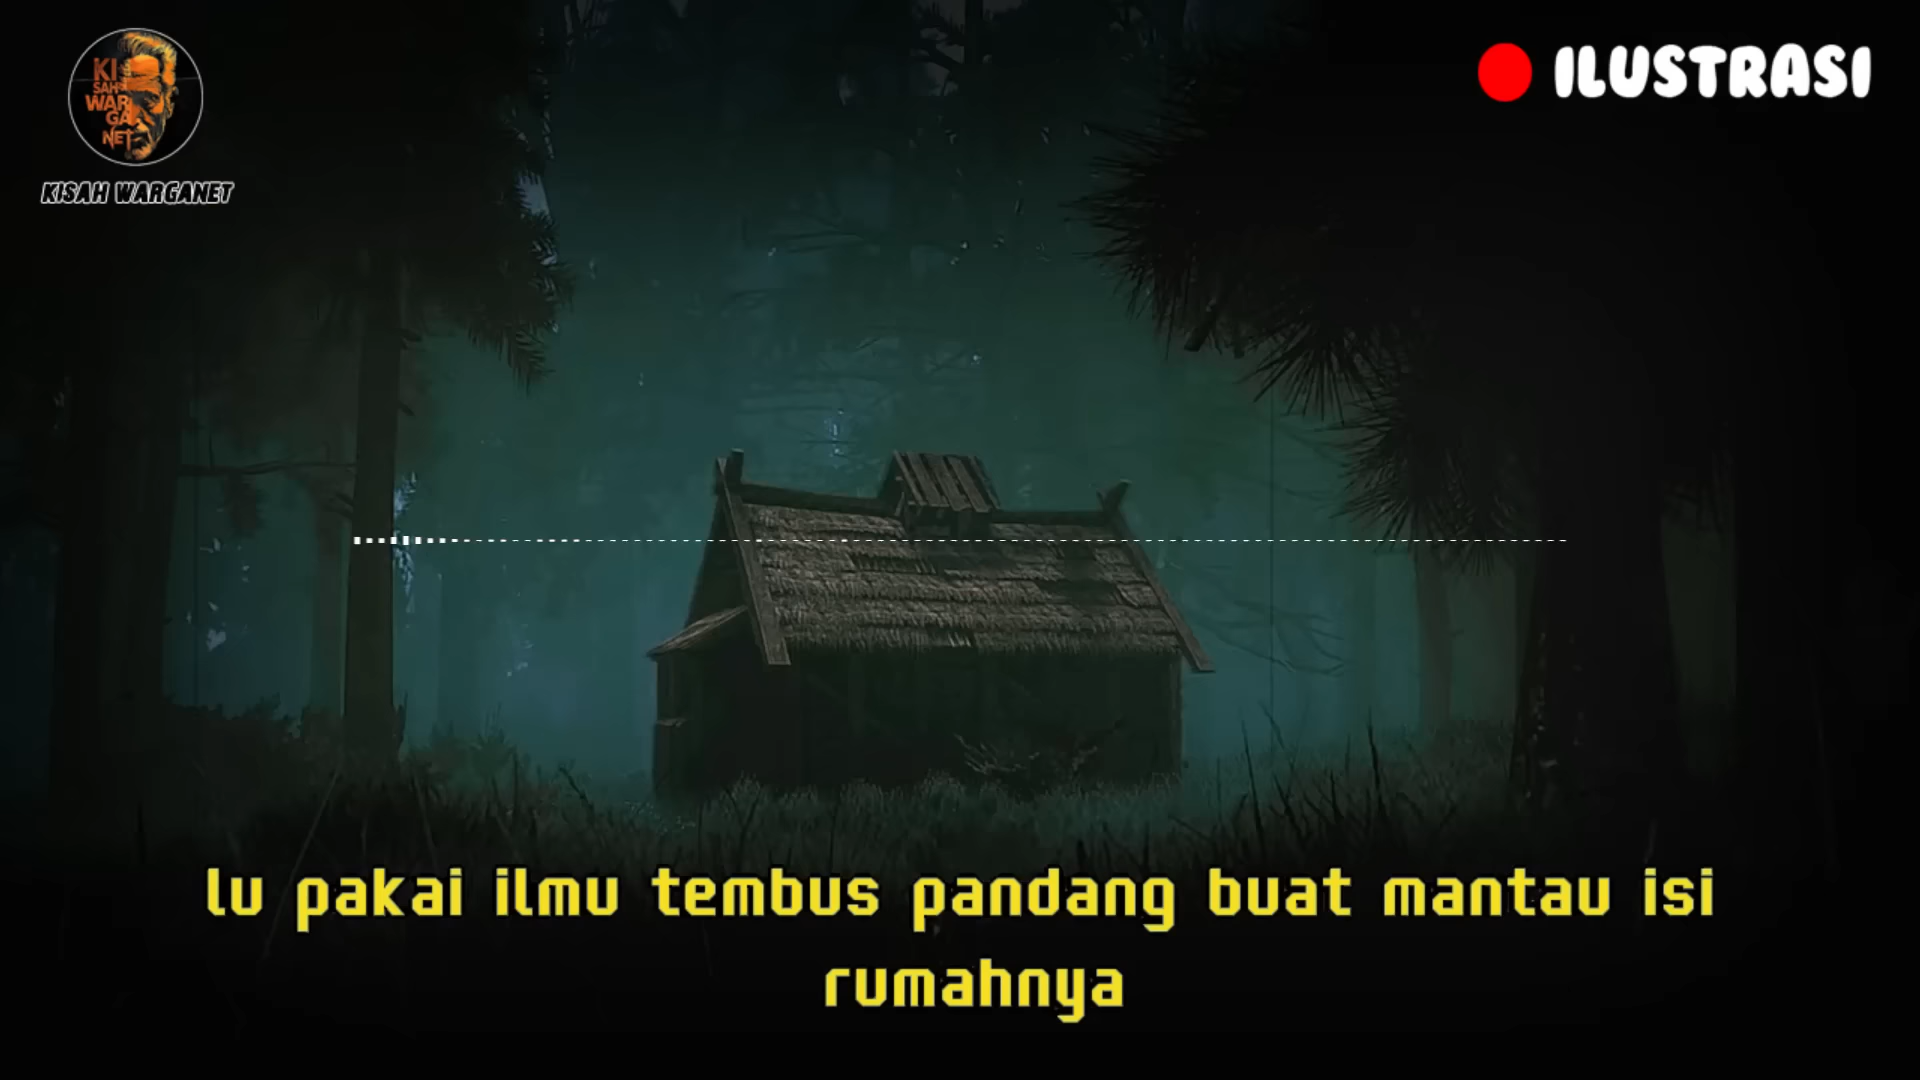 KI
SAH
WAR
GA
NET
KISAH WARGANET
ILUSTRASI
lu pakai ilmu tembus pandang buat mantau isi
rumahnya